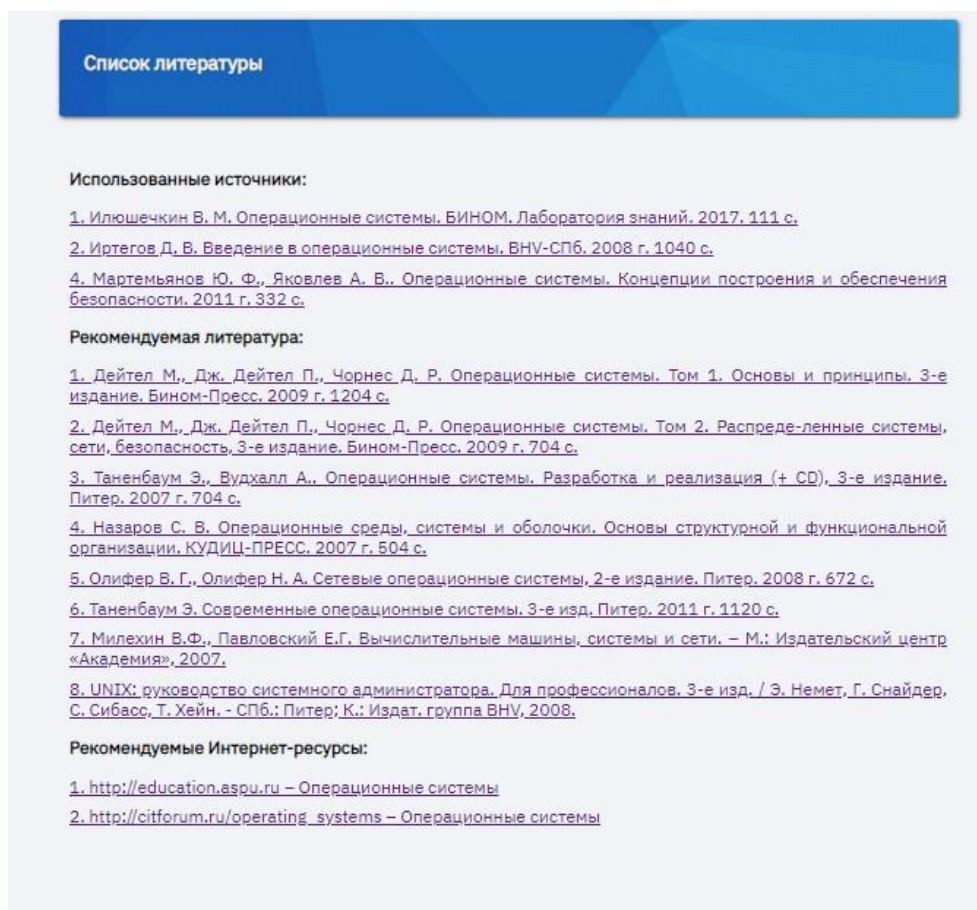 Список литературы
Использованные источники:
1. Илюшечкин В. М. Операционные системы. БИНОМ. Лаборатория знаний. 2017. 111 с.
2. Иртегов Д. В. Введение в операционные системы. BHV-СПб. 2008 г. 1040 с.
4. Мартемьянов Ю. Ф., Яковлев А. В.. Операционные системы. Концепции построения и обеспечения
безопасности. 2011 г. 332 с.
Рекомендуемая литература:
1. Дейтел М., Дж. Дейтел П., Чорнес Д. Р. Операционные системы. Том 1. Основы и принципы. 3-е
издание. Бином-Пресс. 2009 г. 1204 с.
2. Дейтел М., Дж. Дейтел П., Чорнес Д. Р. Операционные системы. Том 2. Распреде-ленные системы,
сети, безопасность, 3-е издание. Бином-Пресс. 2009 г. 704 с.
3. Таненбаум Э., Вудхалл А.. Операционные системы. Разработка и реализация (+ CD), 3-е издание.
Питер. 2007 г. 704 с.
4. Назаров С. В. Операционные среды, системы и оболочки. Основы структурной и функциональной
организации. КУДИЦ-ПРЕСС. 2007 г. 504 с.
5. Олифер В. Г., Олифер Н. А. Сетевые операционные системы, 2-е издание. Питер. 2008 г. 672 с.
6. Таненбаум Э. Современные операционные системы. 3-е изд. Питер. 2011 г. 1120 с.
7. Милехин В.Ф., Павловский Е.Г. Вычислительные машины, системы и сети. – М.: Издательский центр
«Академия», 2007.
8. UNIX: руководство системного администратора. Для профессионалов. 3-е изд. / Э. Немет, Г. Снайдер,
С. Сибасс, Т. Хейн. - СПб.: Питер; К.: Издат. группа BHV, 2008.
Рекомендуемые Интернет-ресурсы:
1. http://education.aspu.ru – Операционные системы
2. http://citforum.ru/operating_systems – Операционные системы